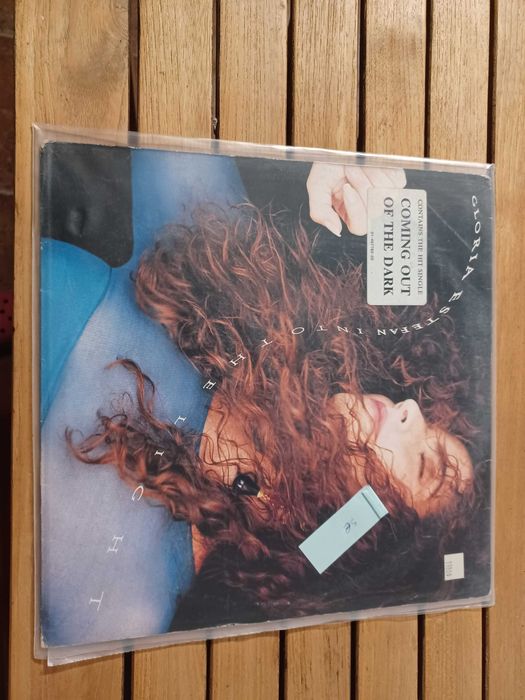 GLORIA ESTEFAN INTO THE LIGHT
CONTAINS THE HIT SINGLE
COMING OUT
OF THE DARK